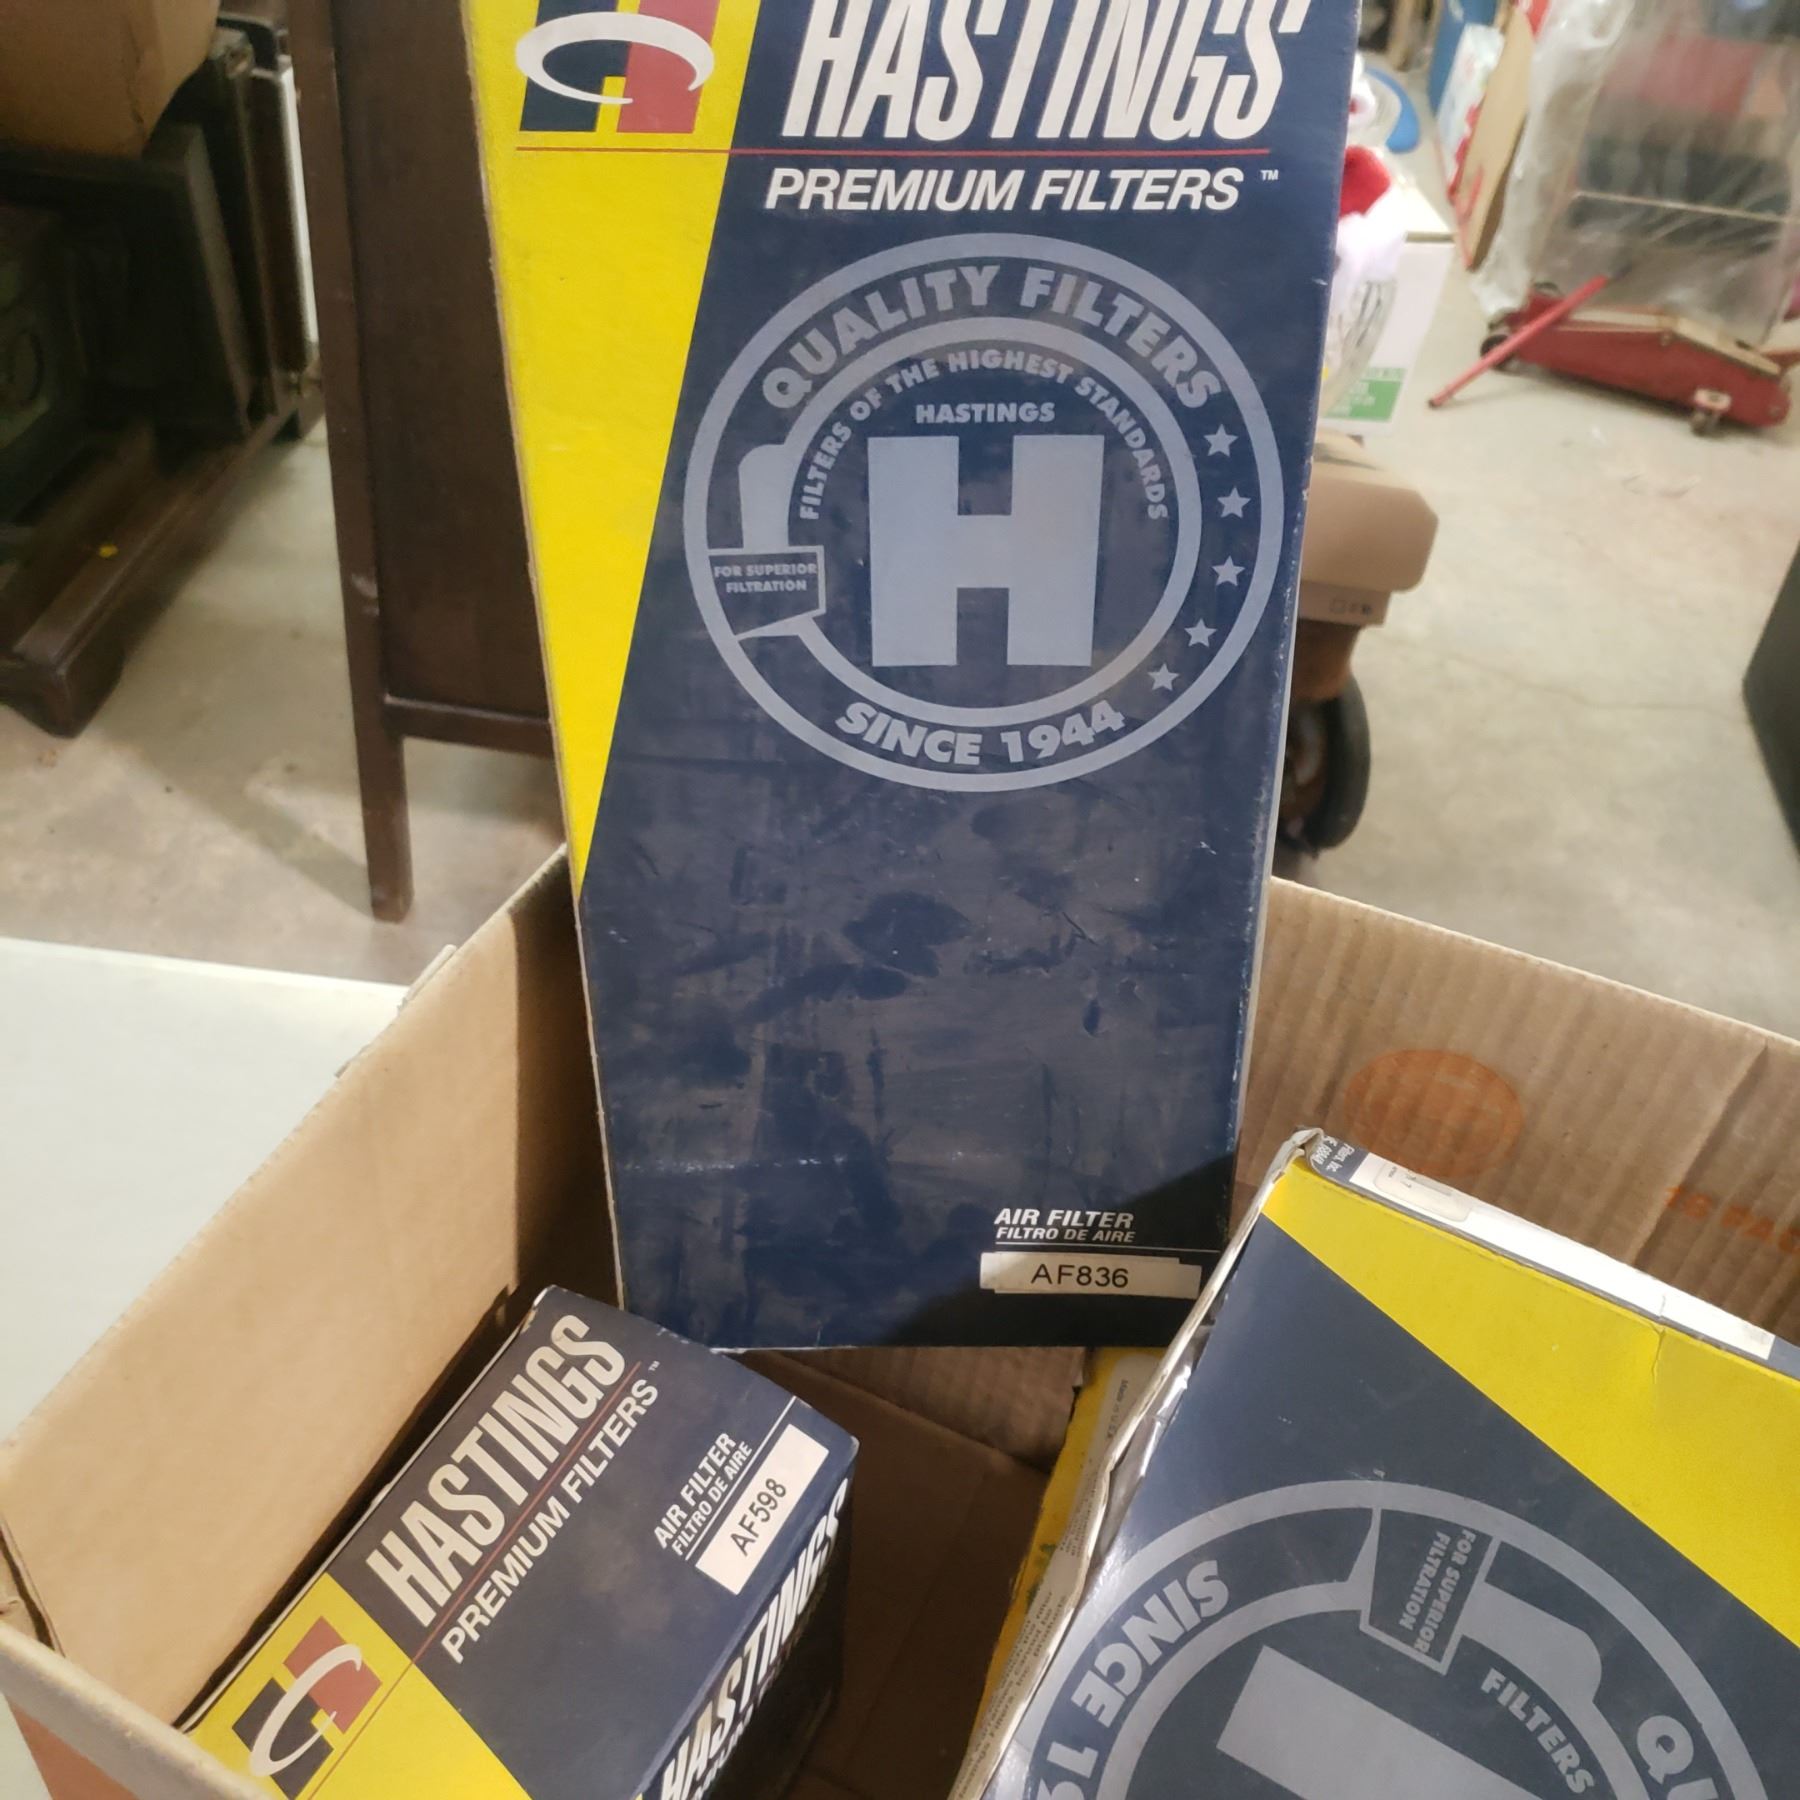 HASTINGS
PREMIUM FILTERS™
QUALITY FILTERS
FILTERS OF THE HIGHEST STANDARDS
HASTINGS
H
FOR SUPERIOR
FILTRATION
SINCE 1944
AIR FILTER
FILTRO DE AIRE
AF836
HASTINGS
PREMIUM FILTERS™
AIR FILTER
FILTRO DE AIRE
AF598
HASTINGS
FOR SUPERIOR
FILTRATION
SINCE
FILTERS